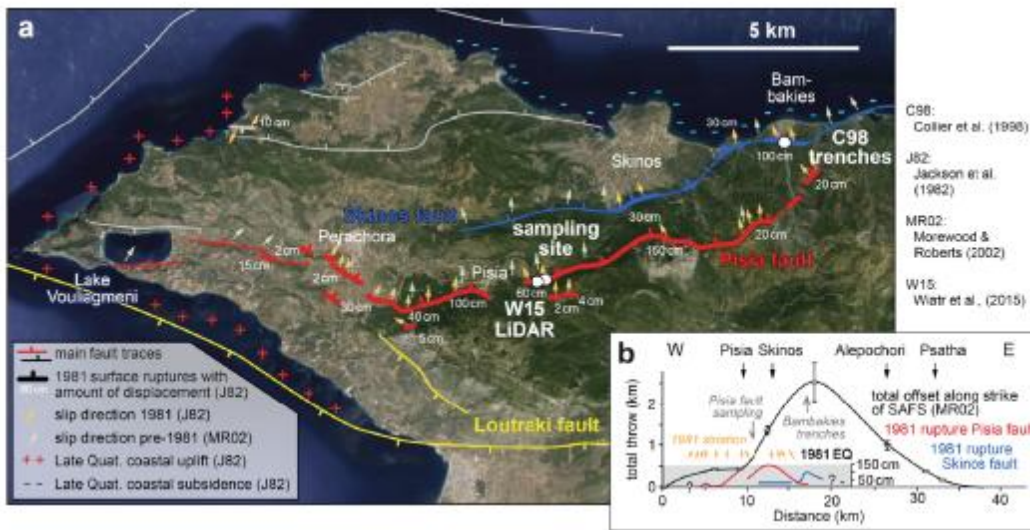 a
5 km
Bam-
bakies
10 cm
30 cm
C98:
Collier et al.
(1998)
J82:
Jackson et al.
(1982)
MR02:
Morewood &
Roberts
(2002)
W15:
Wiatr et al., (2015)
100 cm
C98
trenches
20 cm
Skinos
Skinos fault
30 cm
sampling
site
150 cm
20 cm
Pisia fault
Perachora
2 cm
15 cm
2 cm
30 cm
40 cm
5 cm
Pisia
100 cm
60 cm
2 cm
4 cm
W15
LiDAR
Lake
Vouliagmeni
Loutraki fault
main fault traces
1981 surface ruptures with
amount of displacement (J82)
slip direction 1981 (J82)
slip direction pre-1981 (MR02)
Late Quat. coastal uplift (J82)
Late Quat. coastal subsidence (J82)
b
W
Pisia
Skinos
Alepochori
Psatha
E
total throw (km)
2
1
0
Pisia fault
sampling
Bambakies
trenches
total offset along strike
of SAFS (MR02)
1981 rupture Pisia fault
1981 rupture
Skinos fault
1981 striation
1981 EQ
150 cm
50 cm
?
? -
0
10
20
30
40
Distance (km)